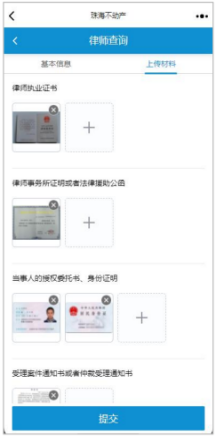 珠海不动产
律师查询
基本信息
上传材料
律师执业证书
律师事务所证明或者法律援助公函
当事人的授权委托书、身份证明
受理案件通知书或者仲裁受理通知书
提交